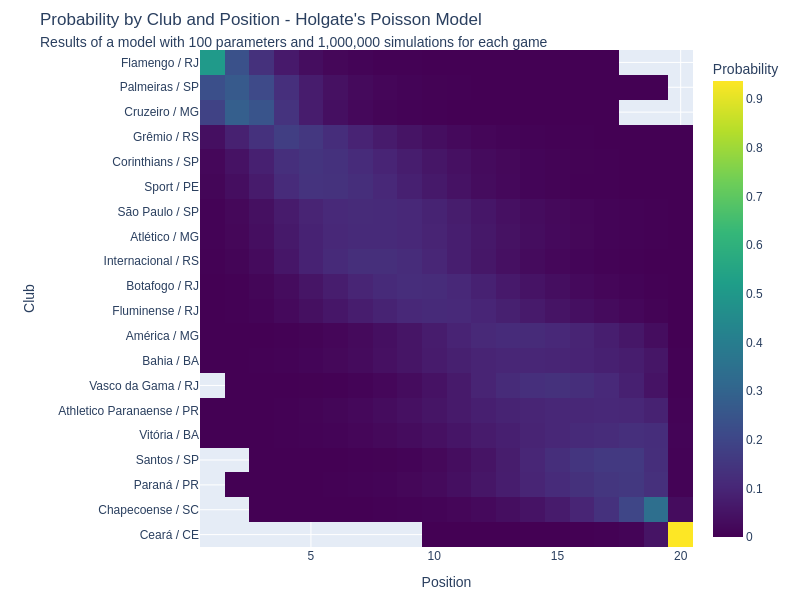 Probability by Club and Position - Holgate's Poisson Model
Results of a model with 100 parameters and 1,000,000 simulations for each game
Probability
Flamengo / RJ
Palmeiras / SP
Cruzeiro / MG
Grêmio / RS
Corinthians / SP
Sport / PE
São Paulo / SP
Atlético / MG
Internacional / RS
Botafogo / RJ
Fluminense / RJ
América / MG
Bahia / BA
Vasco da Gama / RJ
Athletico Paranaense / PR
Vitória / BA
Santos / SP
Paraná / PR
Chapecoense / SC
Ceará / CE
Club
5
10
15
20
Position
0.9
0.8
0.7
0.6
0.5
0.4
0.3
0.2
0.1
0